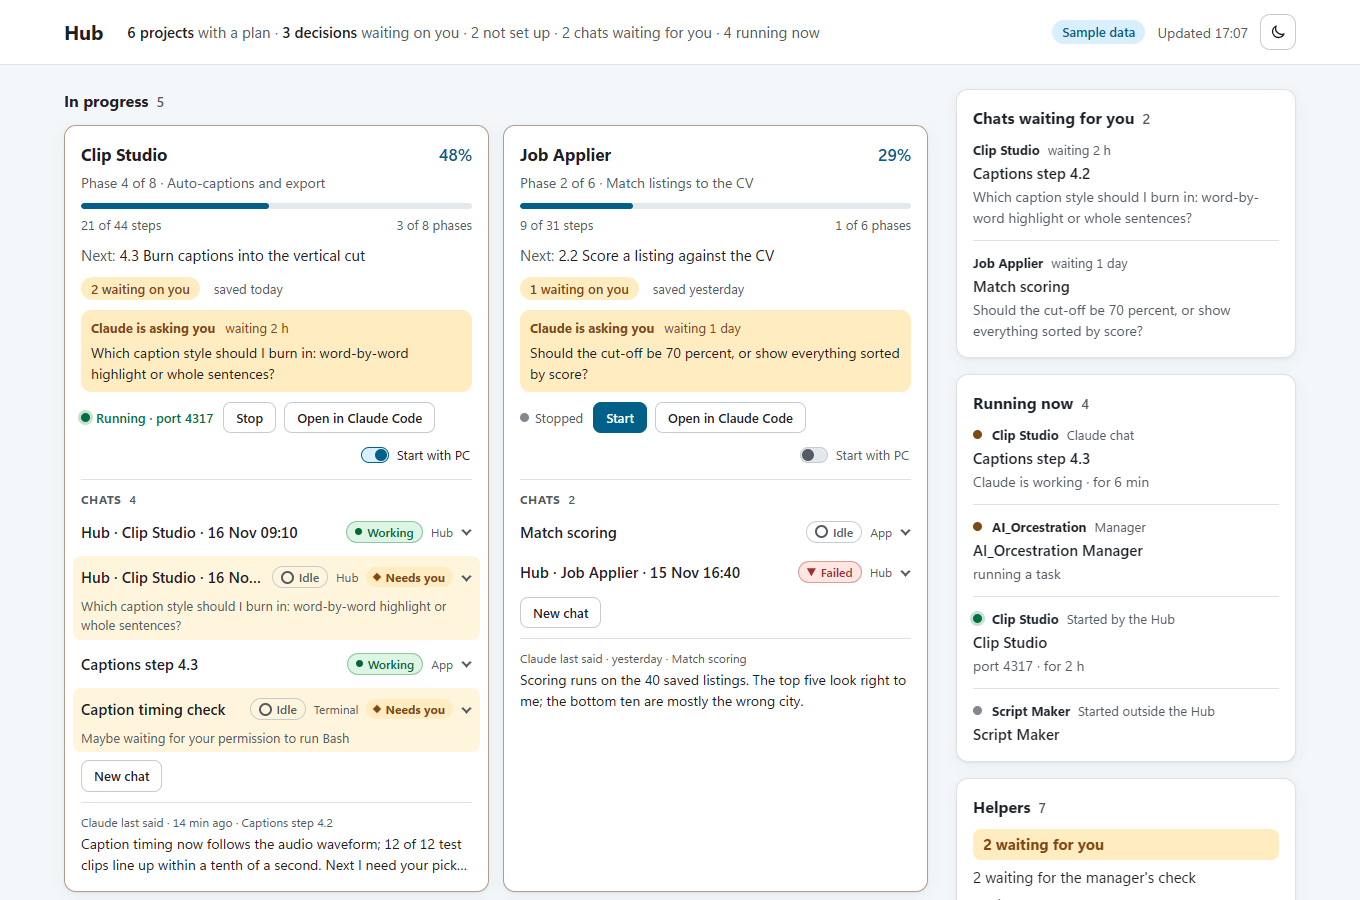 Hub
6 projects with a plan · 3 decisions waiting on you · 2 not set up · 2 chats waiting for you · 4 running now
Sample data
Updated 17:07
In progress 5
Clip Studio
48%
Phase 4 of 8 · Auto-captions and export
21 of 44 steps
3 of 8 phases
Next: 4.3 Burn captions into the vertical cut
2 waiting on you
saved today
Claude is asking you waiting 2 h
Which caption style should I burn in: word-by-word
highlight or whole sentences?
Running · port 4317
Stop
Open in Claude Code
Start with PC
CHATS 4
Hub · Clip Studio · 16 Nov 09:10
Working
Hub
Hub · Clip Studio · 16 No...
Idle
Hub
Needs you
Which caption style should I burn in: word-by-word highlight or
whole sentences?
Captions step 4.3
Working
App
Caption timing check
Idle
Terminal
Needs you
Maybe waiting for your permission to run Bash
New chat
Claude last said · 14 min ago · Captions step 4.2
Caption timing now follows the audio waveform; 12 of 12 test
clips line up within a tenth of a second. Next I need your pick...
Job Applier
29%
Phase 2 of 6 · Match listings to the CV
9 of 31 steps
1 of 6 phases
Next: 2.2 Score a listing against the CV
1 waiting on you
saved yesterday
Claude is asking you waiting 1 day
Should the cut-off be 70 percent, or show everything sorted
by score?
Stopped
Start
Open in Claude Code
Start with PC
CHATS 2
Match scoring
Idle
App
Hub · Job Applier · 15 Nov 16:40
Failed
Hub
New chat
Claude last said · yesterday · Match scoring
Scoring runs on the 40 saved listings. The top five look right to
me; the bottom ten are mostly the wrong city.
Chats waiting for you 2
Clip Studio waiting 2 h
Captions step 4.2
Which caption style should I burn in: word-by-
word highlight or whole sentences?
Job Applier waiting 1 day
Match scoring
Should the cut-off be 70 percent, or show
everything sorted by score?
Running now 4
Clip Studio Claude chat
Captions step 4.3
Claude is working · for 6 min
AI_Orcestration Manager
AI_Orcestration Manager
running a task
Clip Studio Started by the Hub
Clip Studio
port 4317 · for 2 h
Script Maker Started outside the Hub
Script Maker
Helpers 7
2 waiting for you
2 waiting for the manager's check